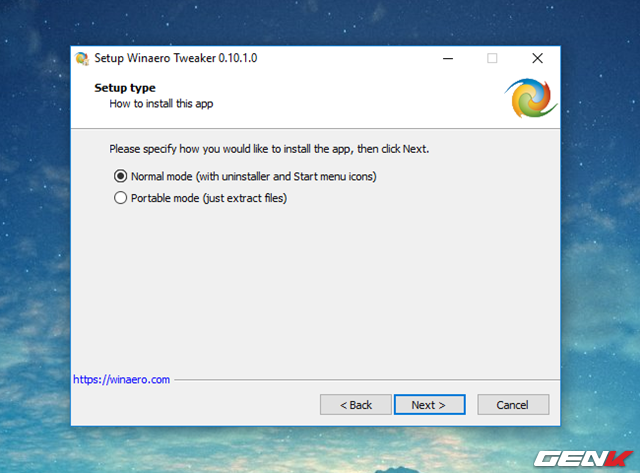 Setup Winaero Tweaker 0.10.1.0
Setup type
How to install this app
Please specify how you would like to install the app, then click Next.
Normal mode (with uninstaller and Start menu icons)
Portable mode (just extract files)
https://winaero.com
< Back
Next >
Cancel
GENK